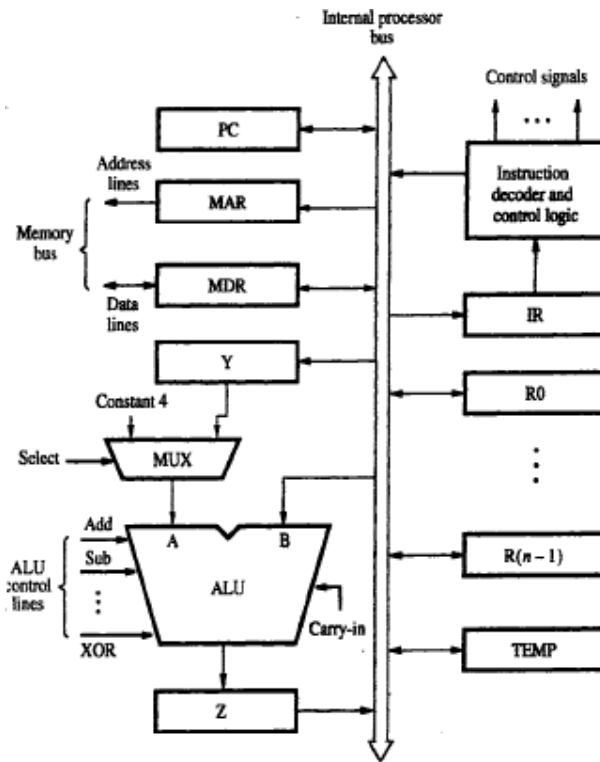 Internal processor
bus
Control signals
...
PC
Address
lines
MAR
Instruction
decoder and
control logic
Memory
bus
MDR
Data
lines
IR
Y
R0
Constant 4
Select
MUX
Add
A
B
R(n – 1)
Sub
ALU
control
lines
ALU
XOR
Carry-in
TEMP
Z